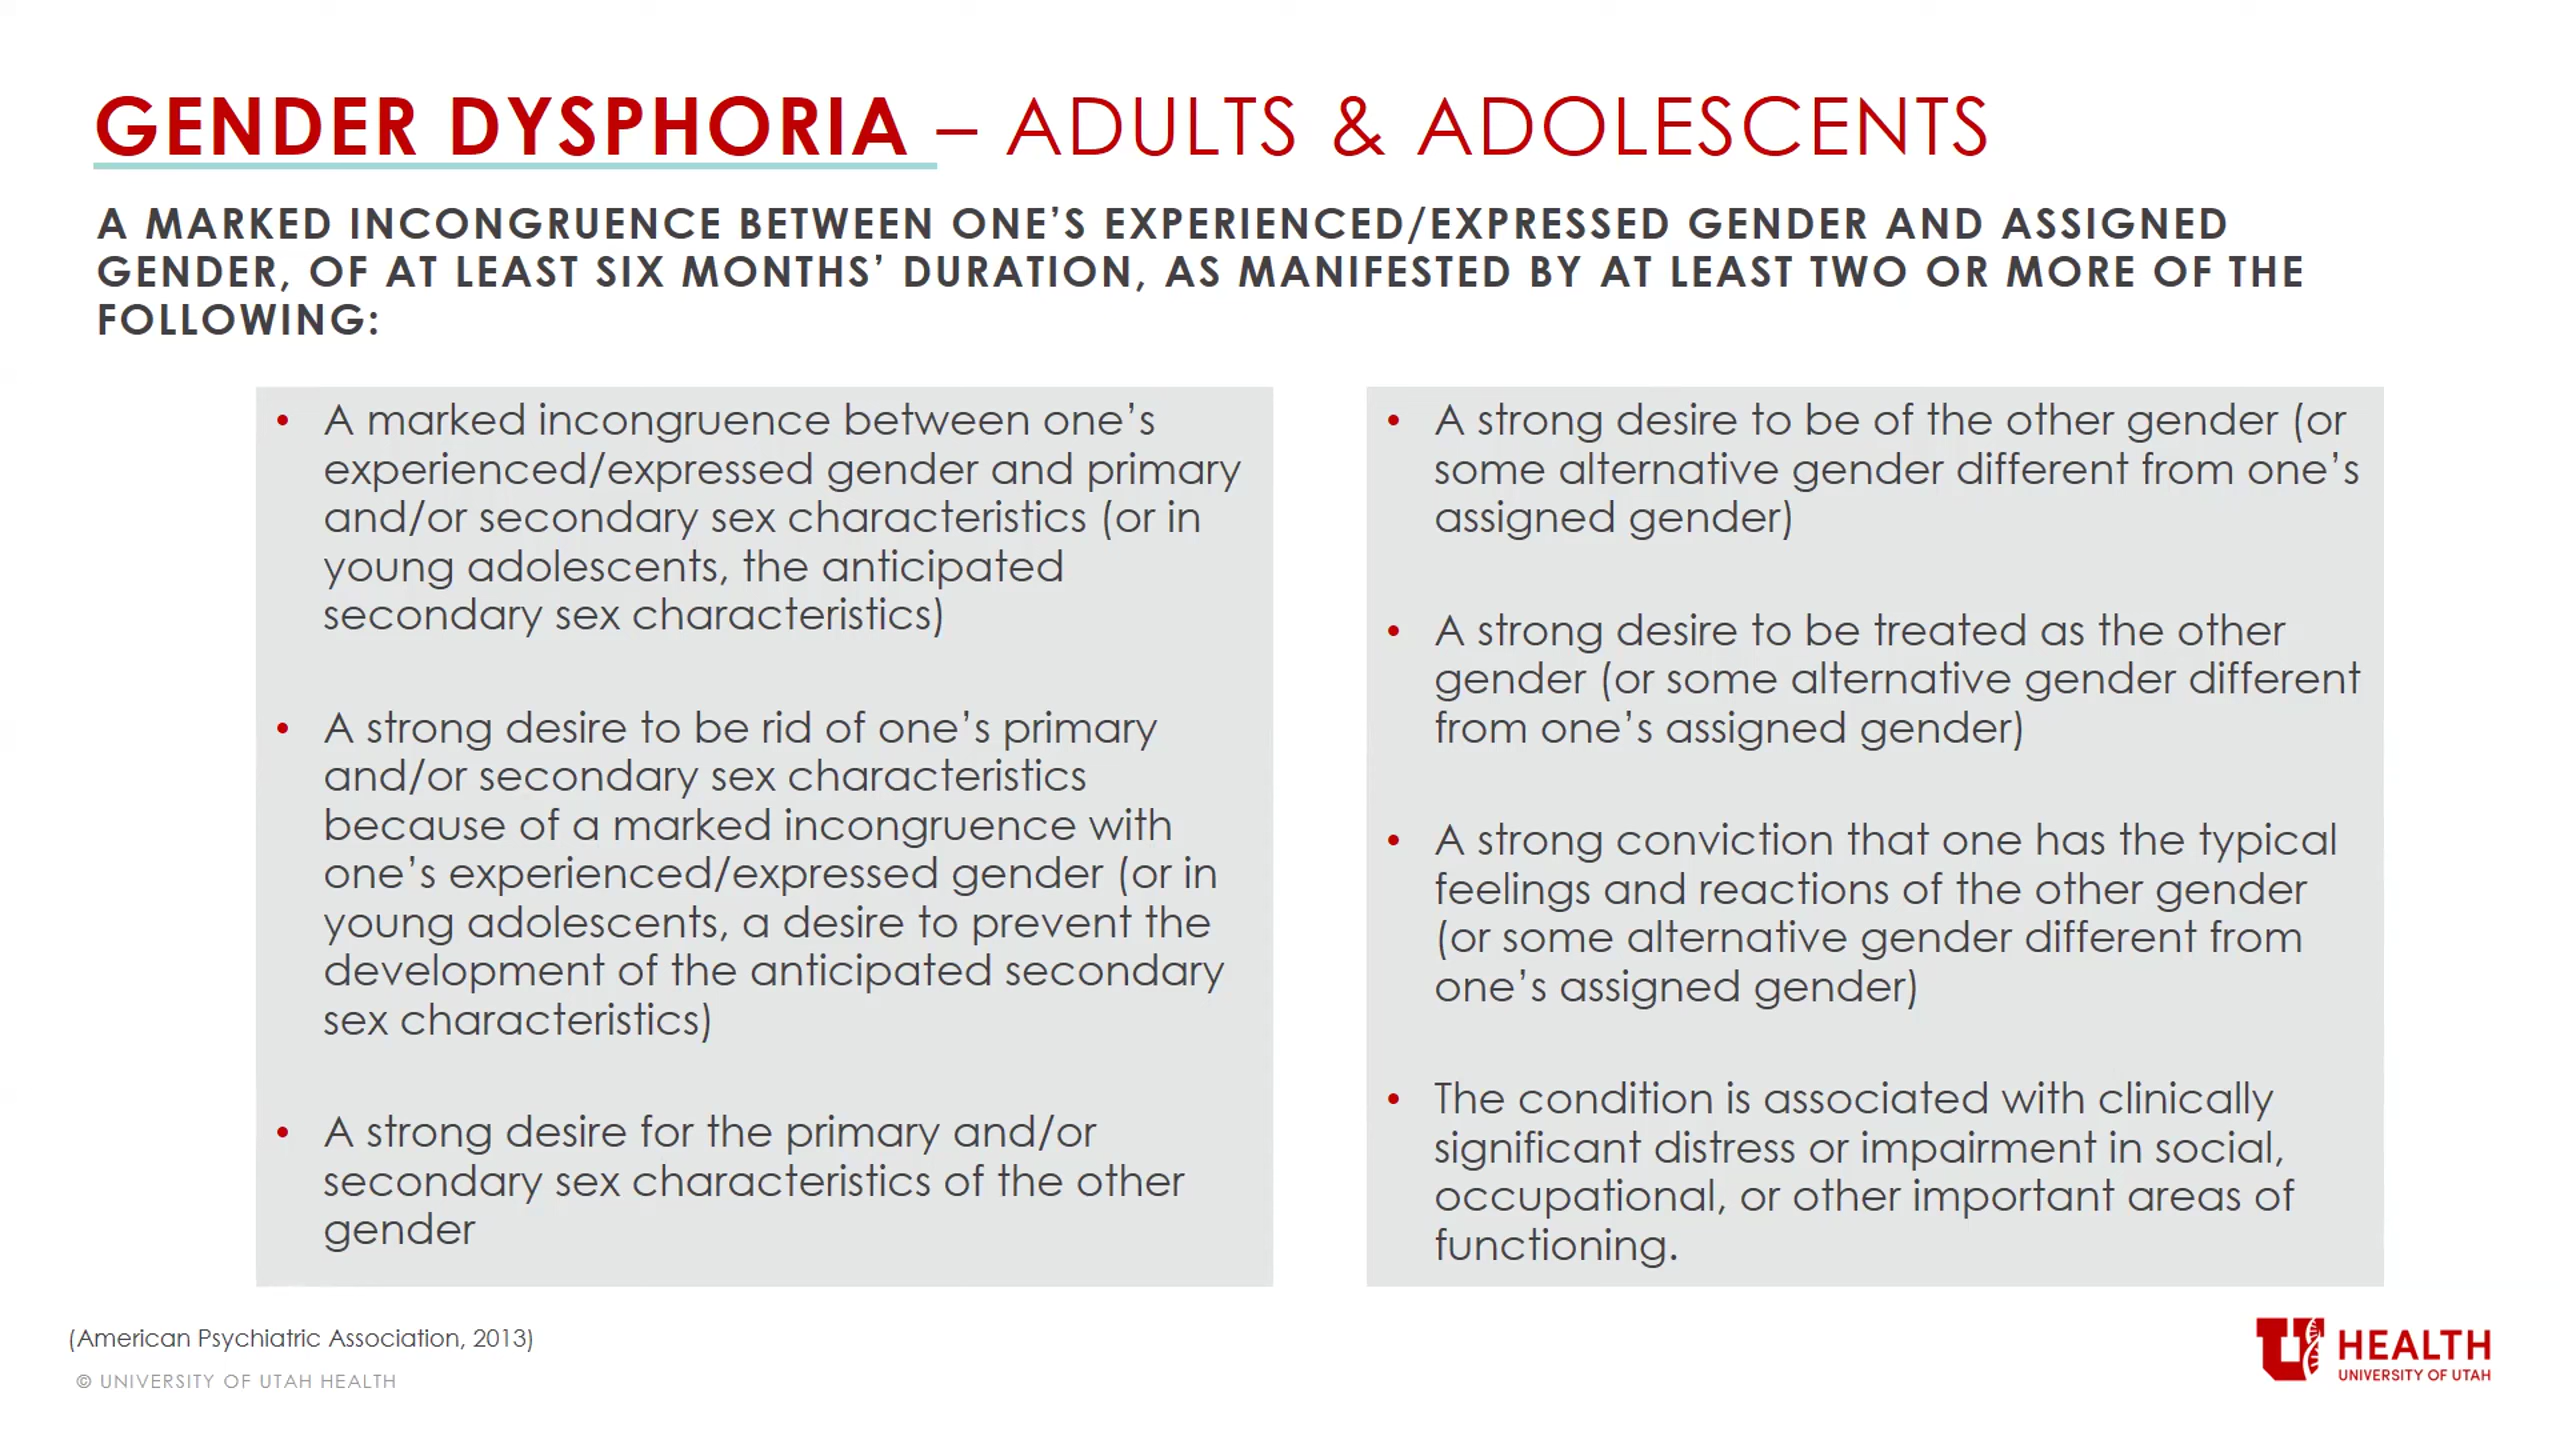 GENDER DYSPHORIA – ADULTS & ADOLESCENTS
A MARKED INCONGRUENCE BETWEEN ONE’S EXPERIENCED/EXPRESSED GENDER AND ASSIGNED
GENDER, OF AT LEAST SIX MONTHS’ DURATION, AS MANIFESTED BY AT LEAST TWO OR MORE OF THE
FOLLOWING:
• A marked incongruence between one’s
experienced/expressed gender and primary
and/or secondary sex characteristics (or in
young adolescents, the anticipated
secondary sex characteristics)
• A strong desire to be rid of one’s primary
and/or secondary sex characteristics
because of a marked incongruence with
one’s experienced/expressed gender (or in
young adolescents, a desire to prevent the
development of the anticipated secondary
sex characteristics)
• A strong desire for the primary and/or
secondary sex characteristics of the other
gender
• A strong desire to be of the other gender (or
some alternative gender different from one’s
assigned gender)
• A strong desire to be treated as the other
gender (or some alternative gender different
from one’s assigned gender)
• A strong conviction that one has the typical
feelings and reactions of the other gender
(or some alternative gender different from
one’s assigned gender)
• The condition is associated with clinically
significant distress or impairment in social,
occupational, or other important areas of
functioning.
(American Psychiatric Association, 2013)
© UNIVERSITY OF UTAH HEALTH
U HEALTH
UNIVERSITY OF UTAH